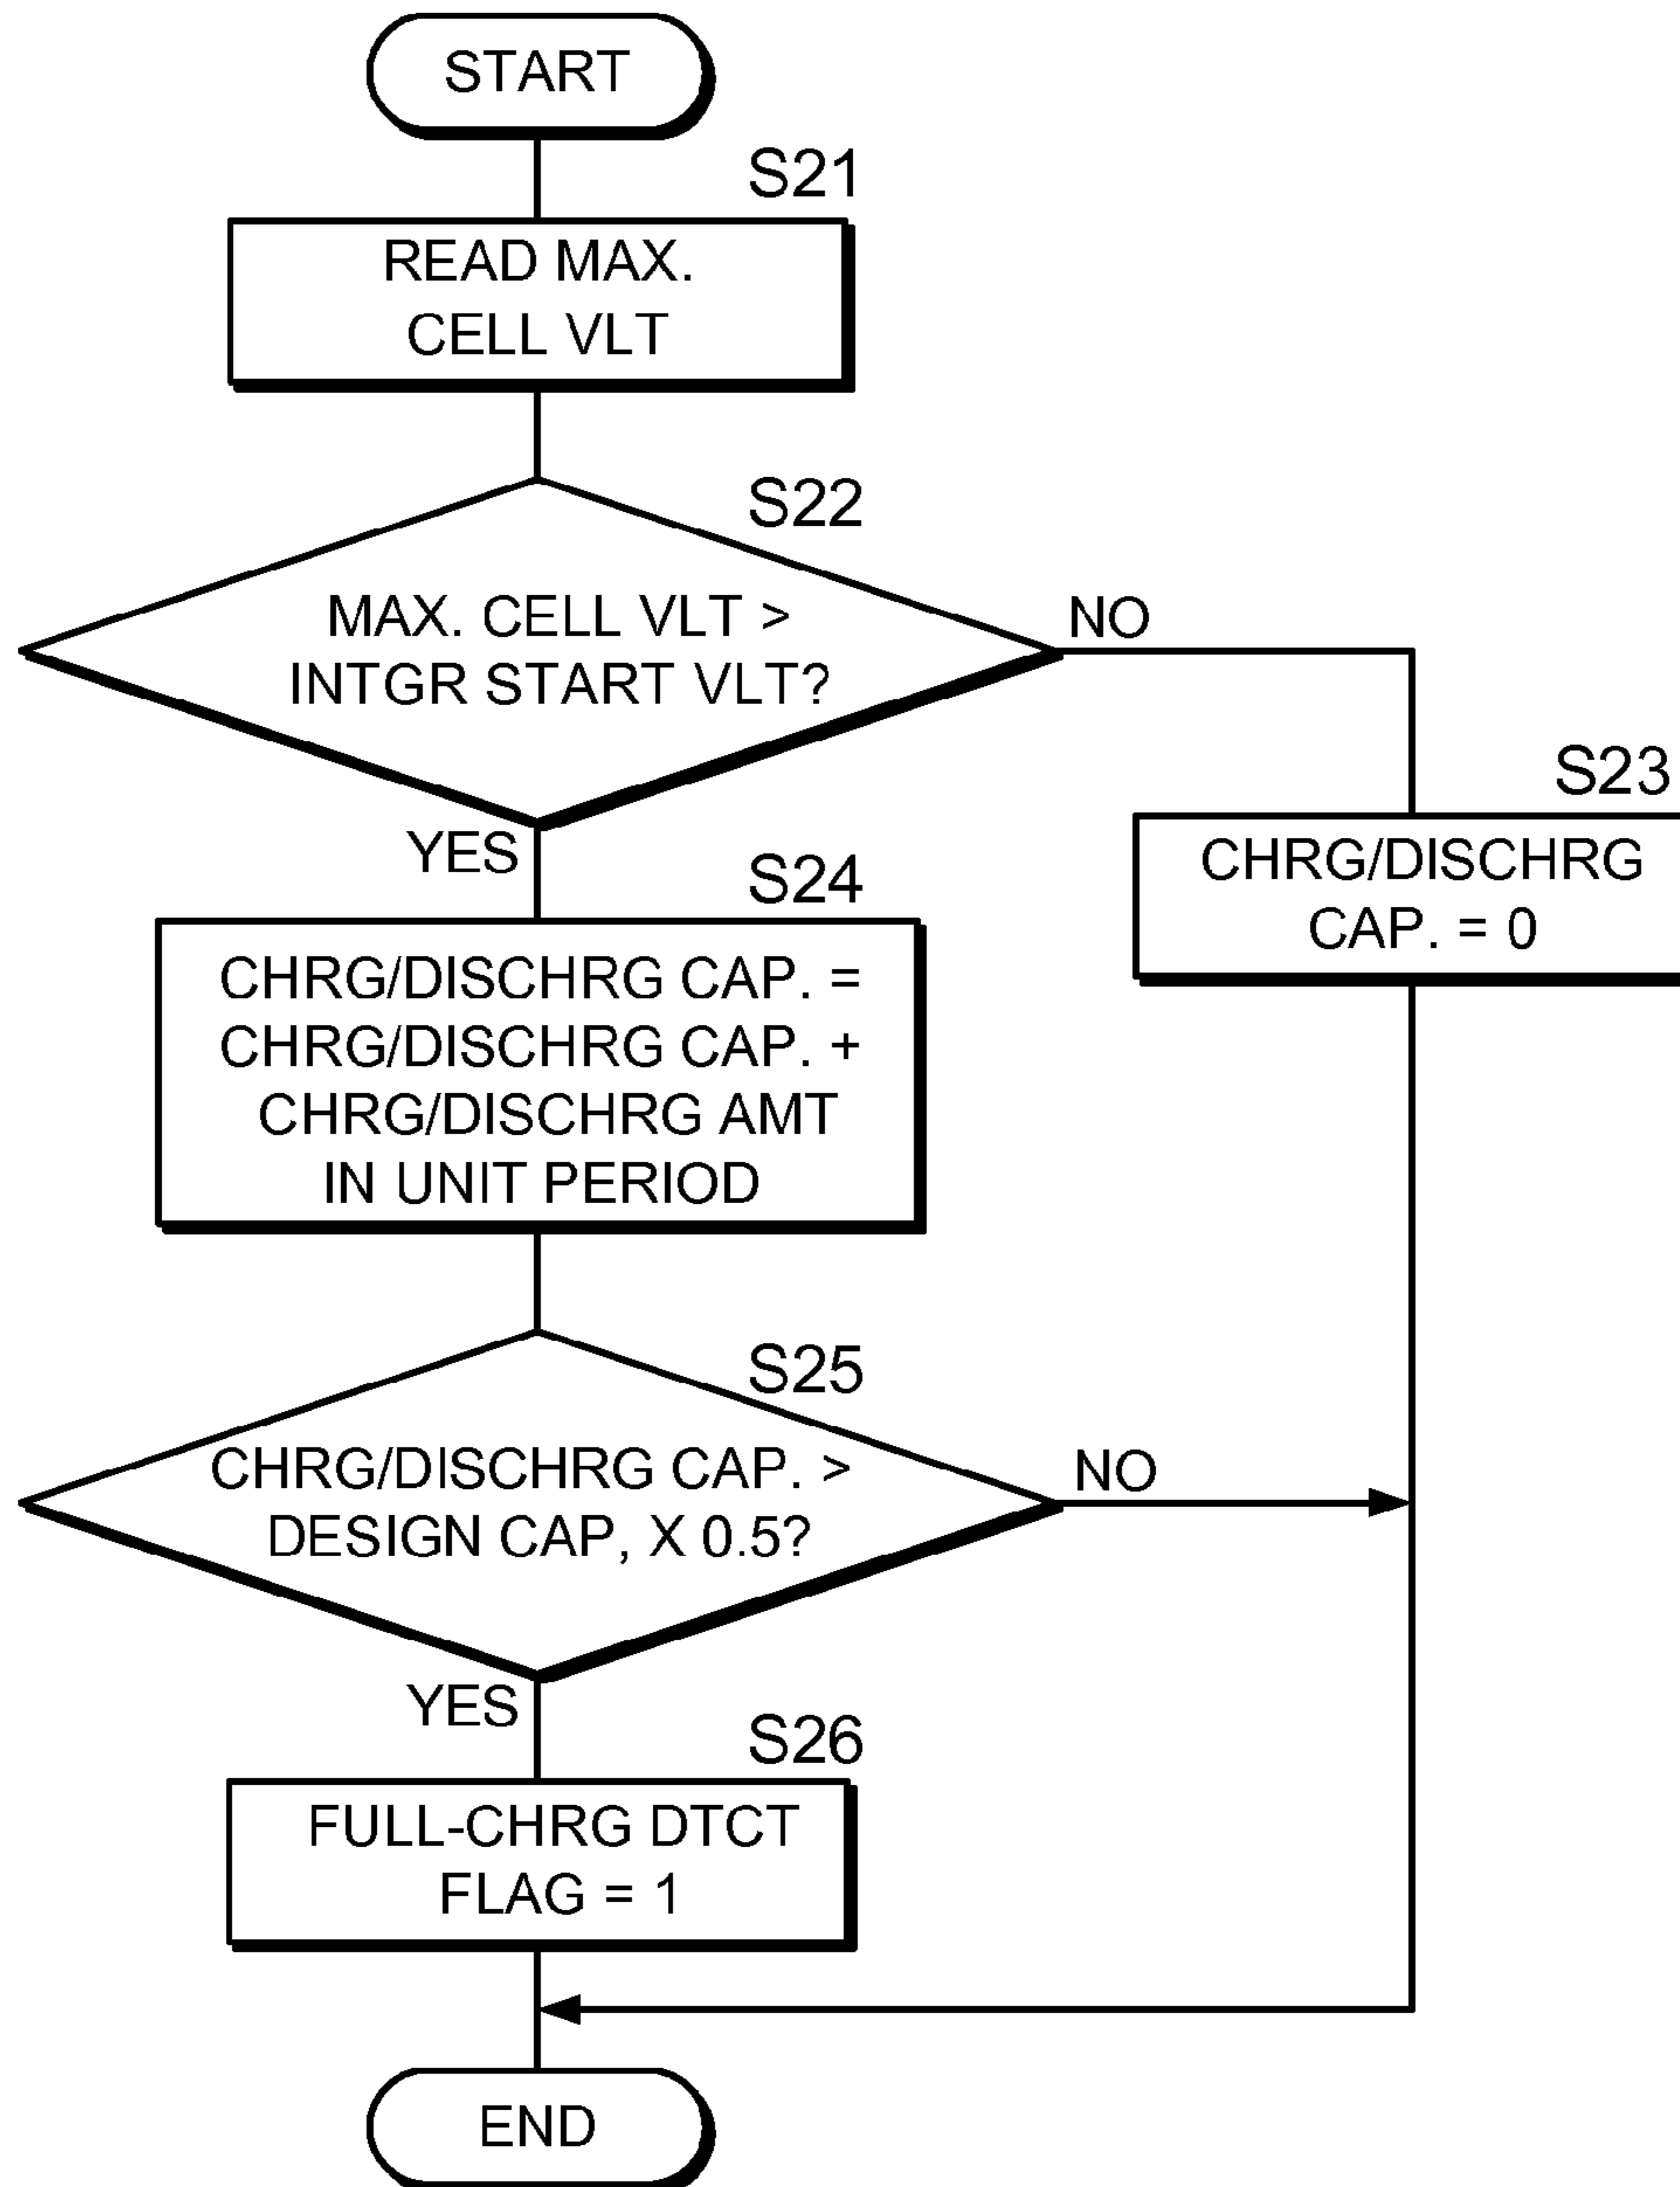 START
S21
READ MAX.
CELL VLT
S22
MAX. CELL VLT >
INTGR START VLT?
NO
YES
S23
CHRG/DISCHRG
CAP. = 0
S24
CHRG/DISCHRG CAP. =
CHRG/DISCHRG CAP. +
CHRG/DISCHRG AMT
IN UNIT PERIOD
S25
CHRG/DISCHRG CAP. >
DESIGN CAP, X 0.5?
NO
YES
S26
FULL-CHRG DTCT
FLAG = 1
END